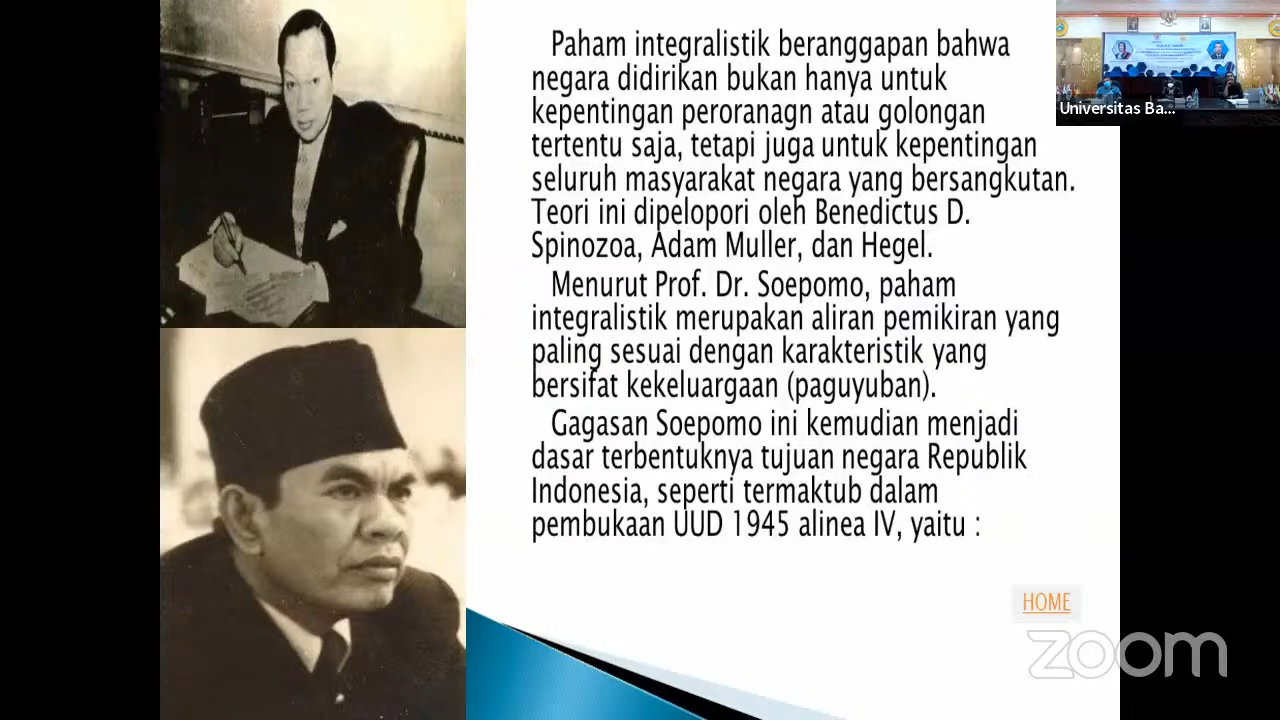 Paham integralistik beranggapan bahwa
negara didirikan bukan hanya untuk
kepentingan peroranagn atau golongan
tertentu saja, tetapi juga untuk kepentingan
seluruh masyarakat negara yang bersangkutan.
Teori ini dipelopori oleh Benedictus D.
Spinozoa, Adam Muller, dan Hegel.
Menurut Prof. Dr. Soepomo, paham
integralistik merupakan aliran pemikiran yang
paling sesuai dengan karakteristik yang
bersifat kekeluargaan (paguyuban).
Gagasan Soepomo ini kemudian menjadi
dasar terbentuknya tujuan negara Republik
Indonesia, seperti termaktub dalam
pembukaan UUD 1945 alinea IV, yaitu :
HOME
zoom
Universitas Ba...